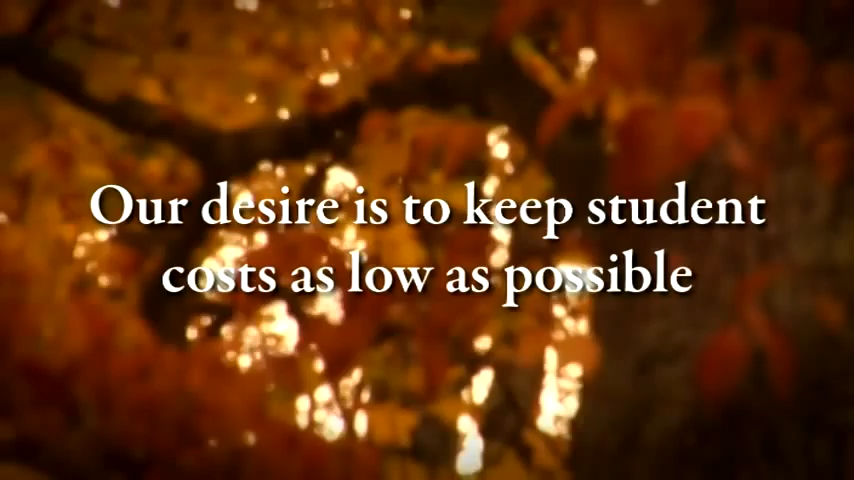 Our desire is to keep student
costs as low as possible